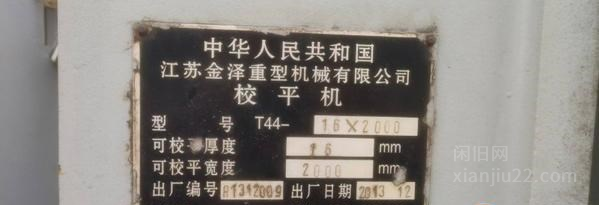 中华人民共和国
江苏金泽重型机械有限公司
校平机
型 号 T44- 16×2000
可校平厚度 16 mm
可校平宽度 2000 mm
出厂编号 出厂日期 2013 12
闲旧网
xianjiu22.com